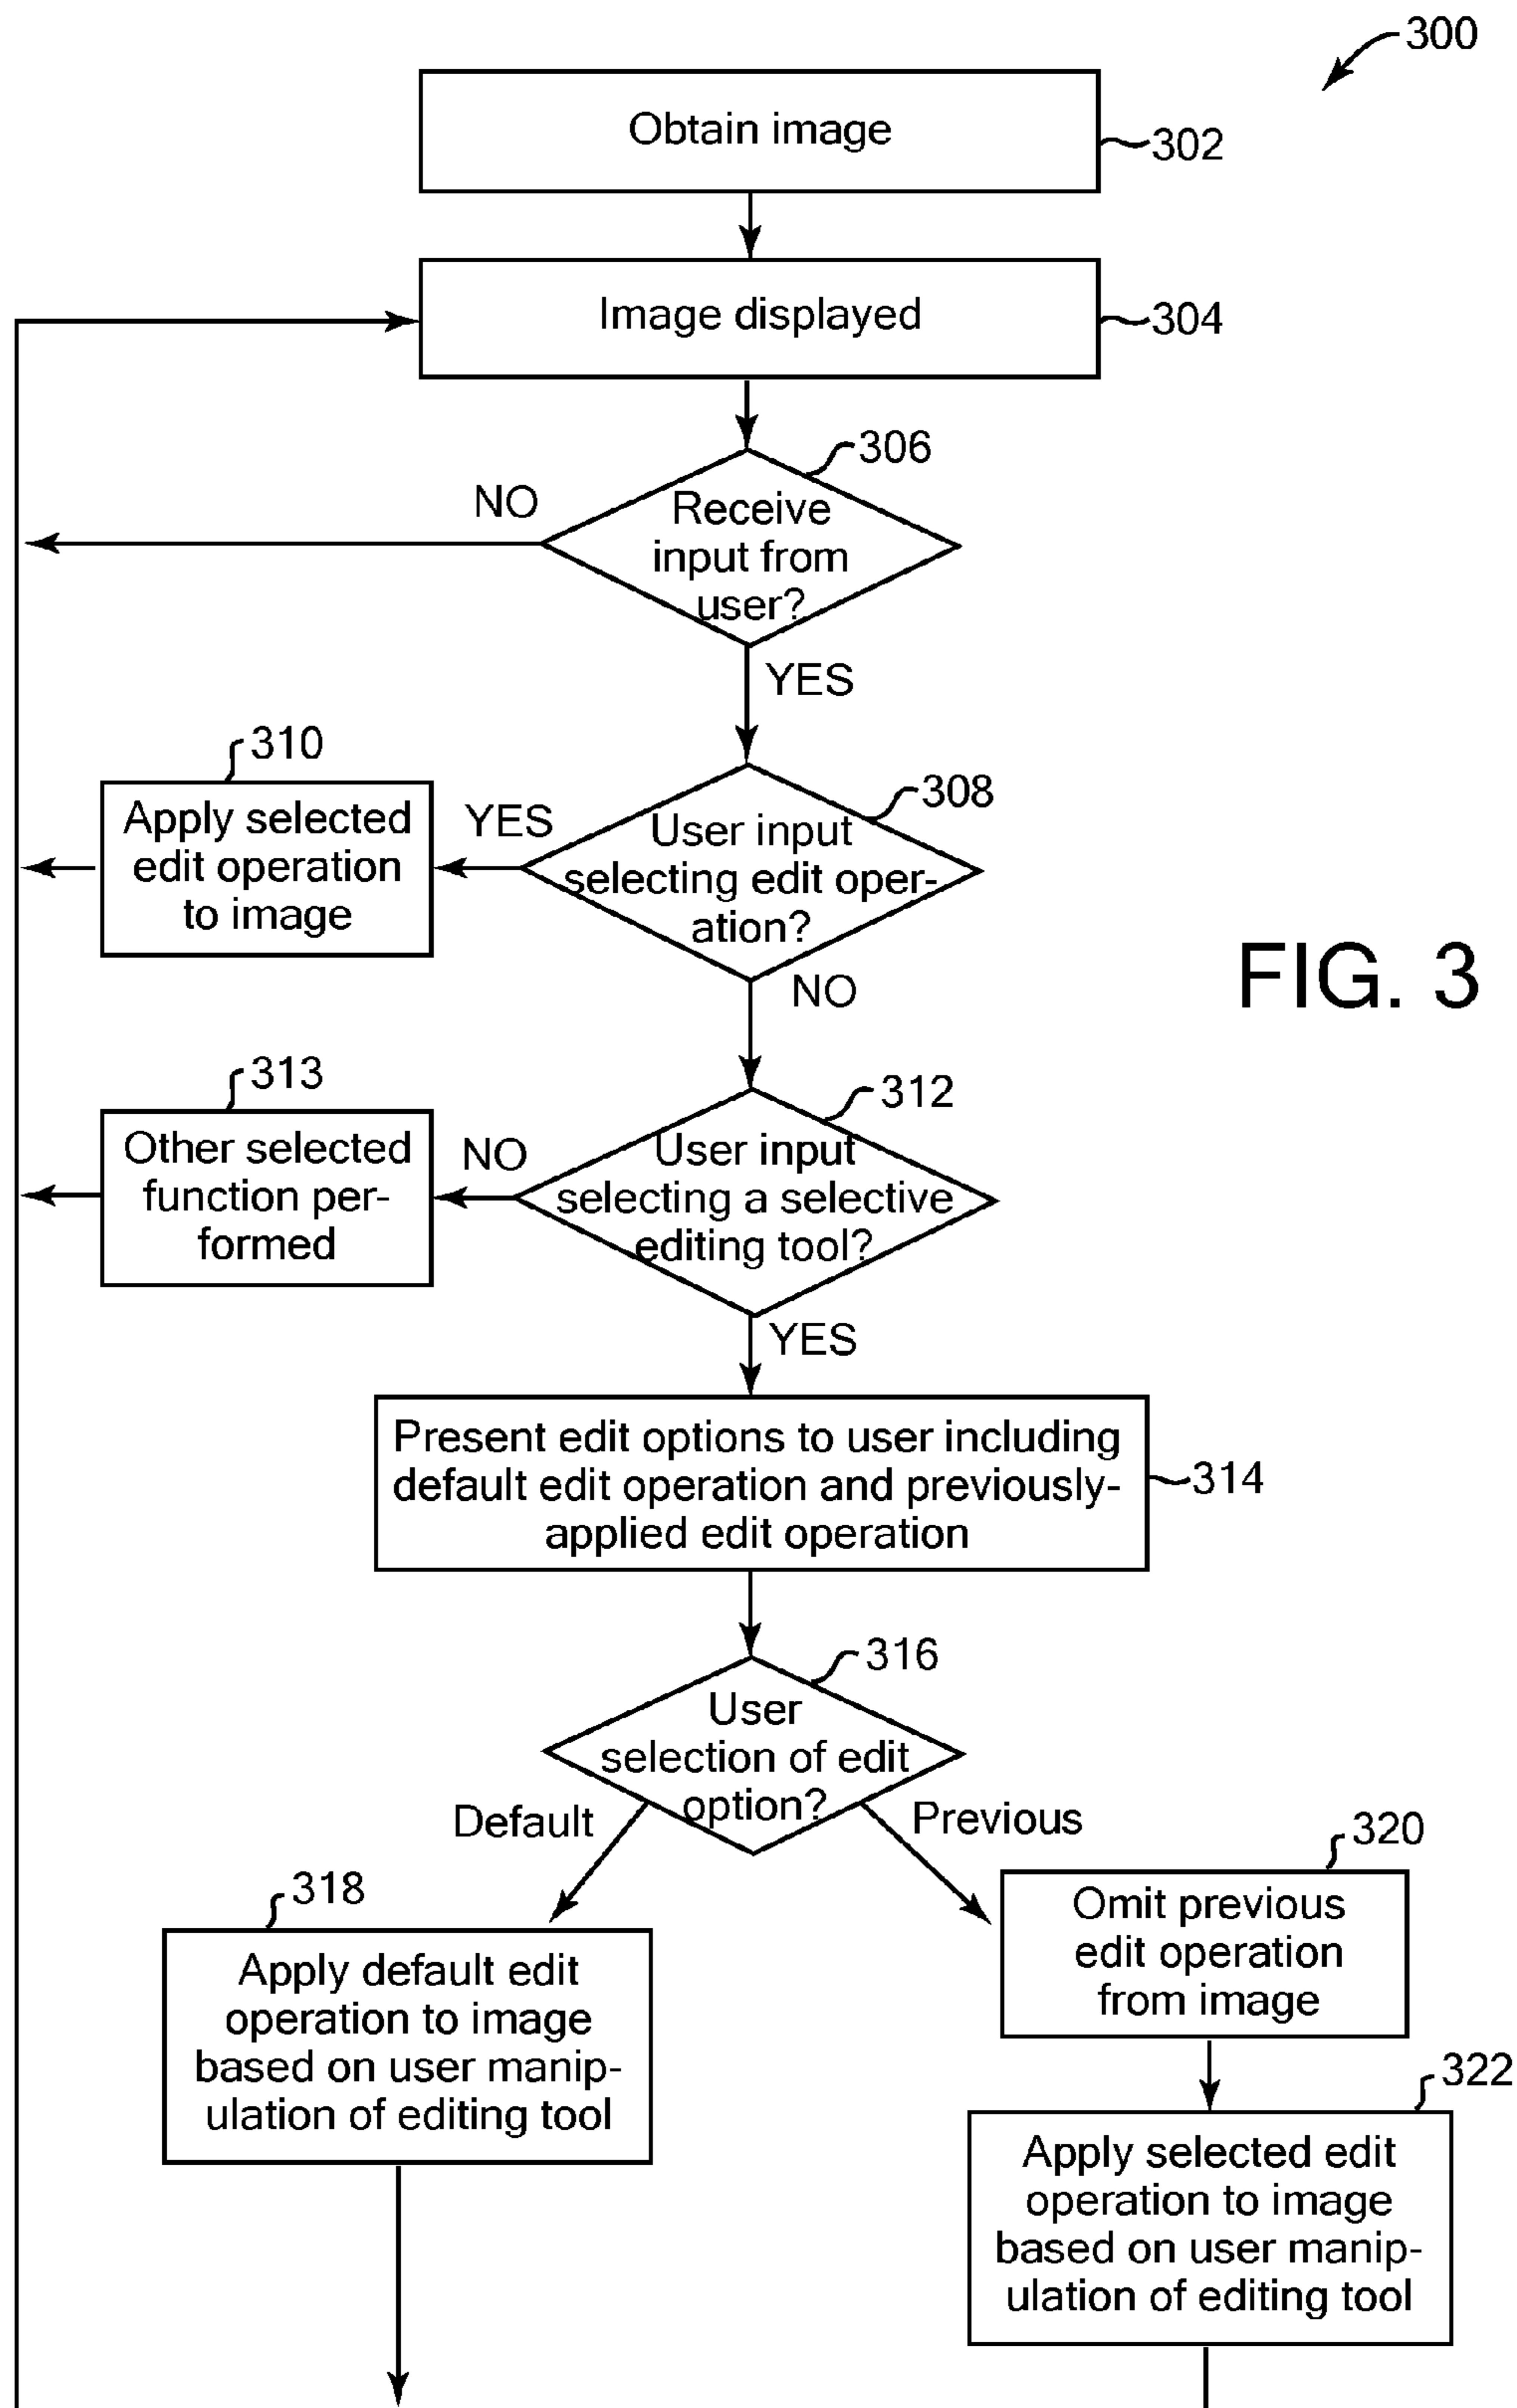 300
Obtain image
302
Image displayed
304
306
NO
Receive
input from
user?
YES
310
308
Apply selected
edit operation
to image
YES
User input
selecting edit oper-
ation?
NO
FIG. 3
313
312
Other selected
function per-
formed
NO
User input
selecting a selective
editing tool?
YES
Present edit options to user including
default edit operation and previously-
applied edit operation
314
316
User
selection of edit
option?
Default
Previous
318
320
Apply default edit
operation to image
based on user manip-
ulation of editing tool
Omit previous
edit operation
from image
322
Apply selected edit
operation to image
based on user manip-
ulation of editing tool